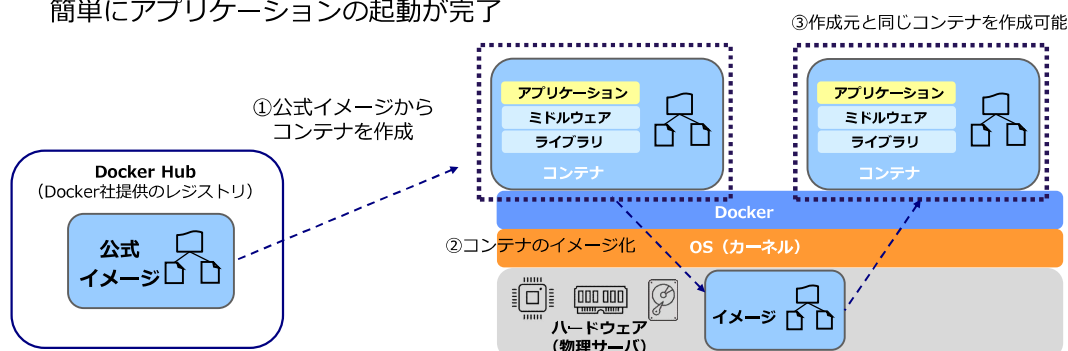 簡単にアプリケーションの起動が完了
③作成元と同じコンテナを作成可能
①公式イメージから
コンテナを作成
アプリケーション
ミドルウェア
ライブラリ
コンテナ
アプリケーション
ミドルウェア
ライブラリ
コンテナ
Docker Hub
（Docker社提供のレジストリ）
公式
イメージ
Docker
②コンテナのイメージ化
OS（カーネル）
イメージ
ハードウェア
（物理サーバ）